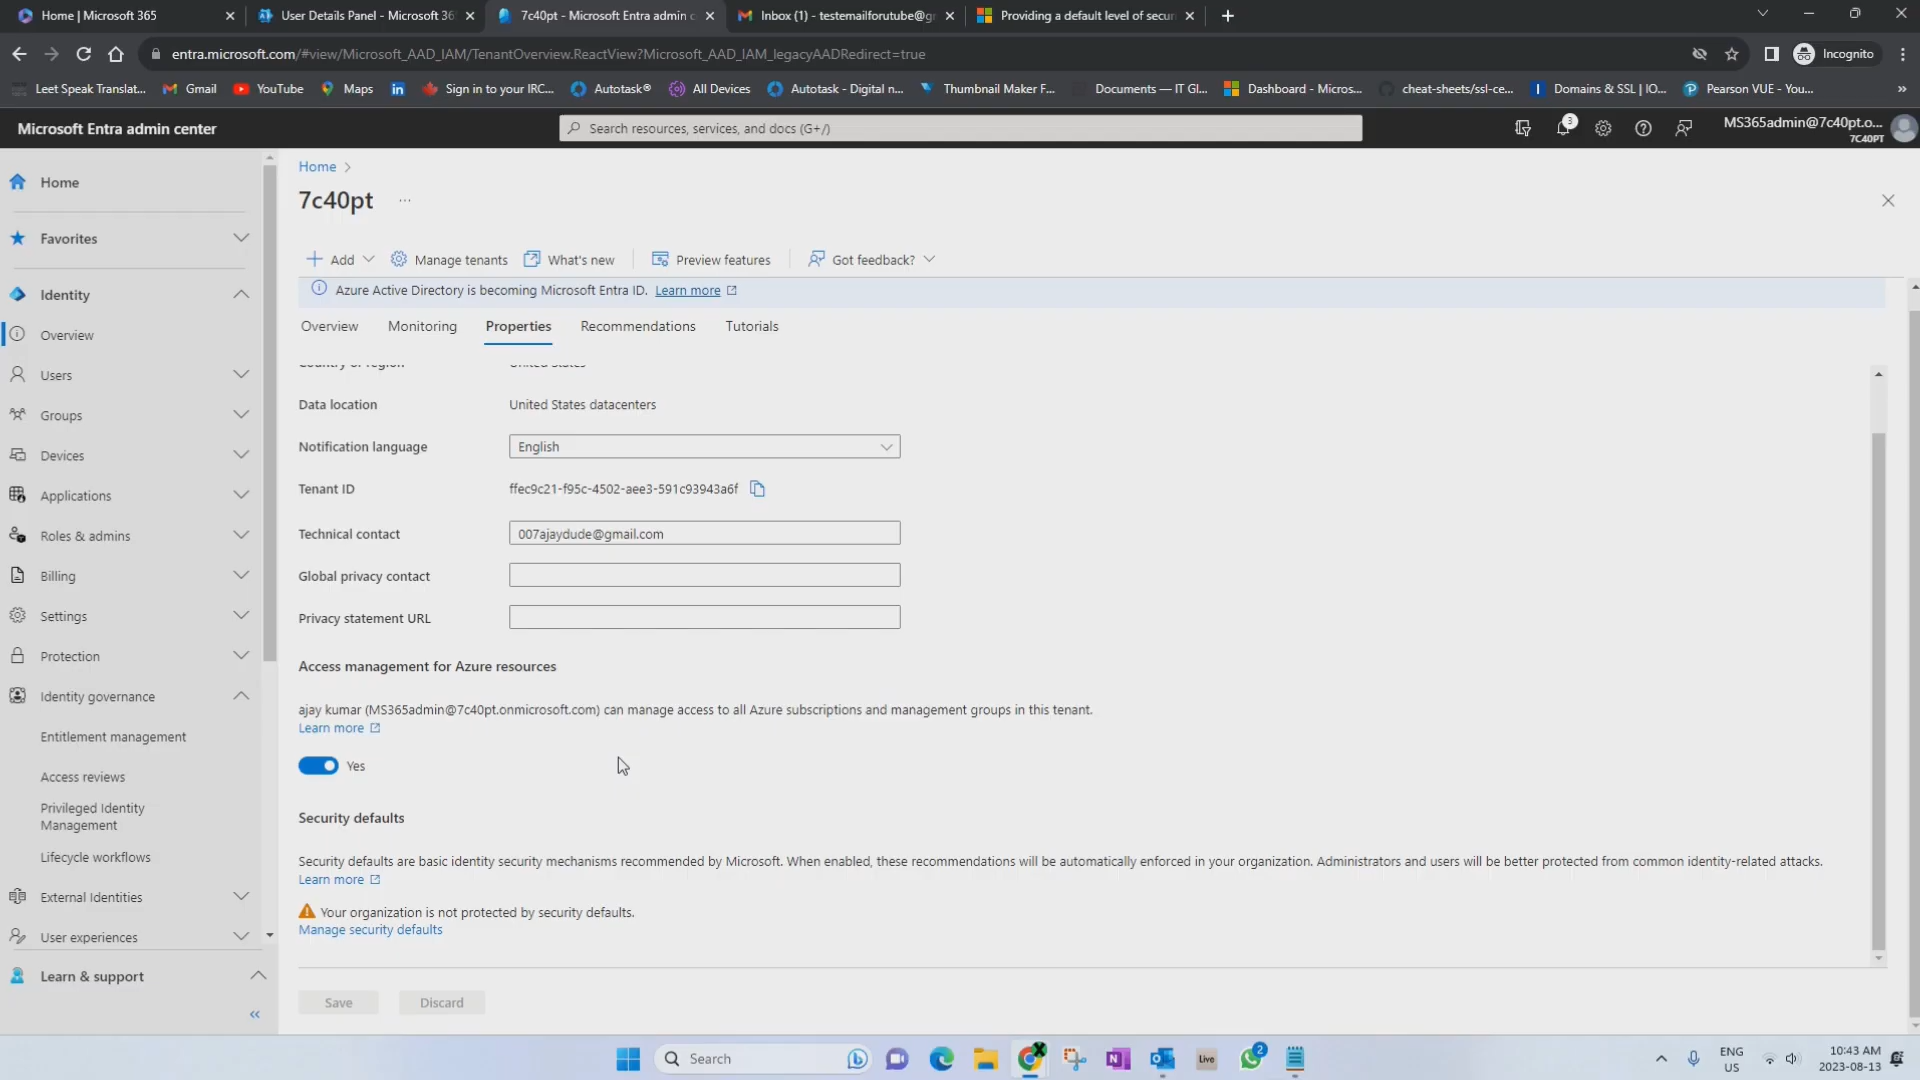 Home | Microsoft 365
User Details Panel - Microsoft 36
7c40pt - Microsoft Entra admin c
Inbox (1) - testemailforutube@g
Providing a default level of secur
entra.microsoft.com/#view/Microsoft_AAD_IAM/TenantOverview.ReactView?Microsoft_AAD_IAM_legacyAADRedirect=true
Incognito
Leet Speak Translat...
Gmail
YouTube
Maps
Sign in to your IRC...
Autotask®
All Devices
Autotask - Digital n...
Thumbnail Maker F...
Documents — IT Gl...
Dashboard - Micros...
cheat-sheets/ssl-ce...
Domains & SSL | IO...
Pearson VUE - You...
Microsoft Entra admin center
Search resources, services, and docs (G+/)
3
MS365admin@7c40pt.o...
7C40PT
Home
Favorites
Identity
Overview
Users
Groups
Devices
Applications
Roles & admins
Billing
Settings
Protection
Identity governance
Entitlement management
Access reviews
Privileged Identity
Management
Lifecycle workflows
External Identities
User experiences
Learn & support
Home >
7c40pt ...
Add
Manage tenants
What's new
Preview features
Got feedback?
Azure Active Directory is becoming Microsoft Entra ID. Learn more
Overview
Monitoring
Properties
Recommendations
Tutorials
Country or region United States
Data location United States datacenters
Notification language English
Tenant ID ffec9c21-f95c-4502-aee3-591c93943a6f
Technical contact 007ajaydude@gmail.com
Global privacy contact
Privacy statement URL
Access management for Azure resources
ajay kumar (MS365admin@7c40pt.onmicrosoft.com) can manage access to all Azure subscriptions and management groups in this tenant.
Learn more
Yes
Security defaults
Security defaults are basic identity security mechanisms recommended by Microsoft. When enabled, these recommendations will be automatically enforced in your organization. Administrators and users will be better protected from common identity-related attacks.
Learn more
Your organization is not protected by security defaults.
Manage security defaults
Save
Discard
Search
Live
2
ENG
US
10:43 AM
2023-08-13